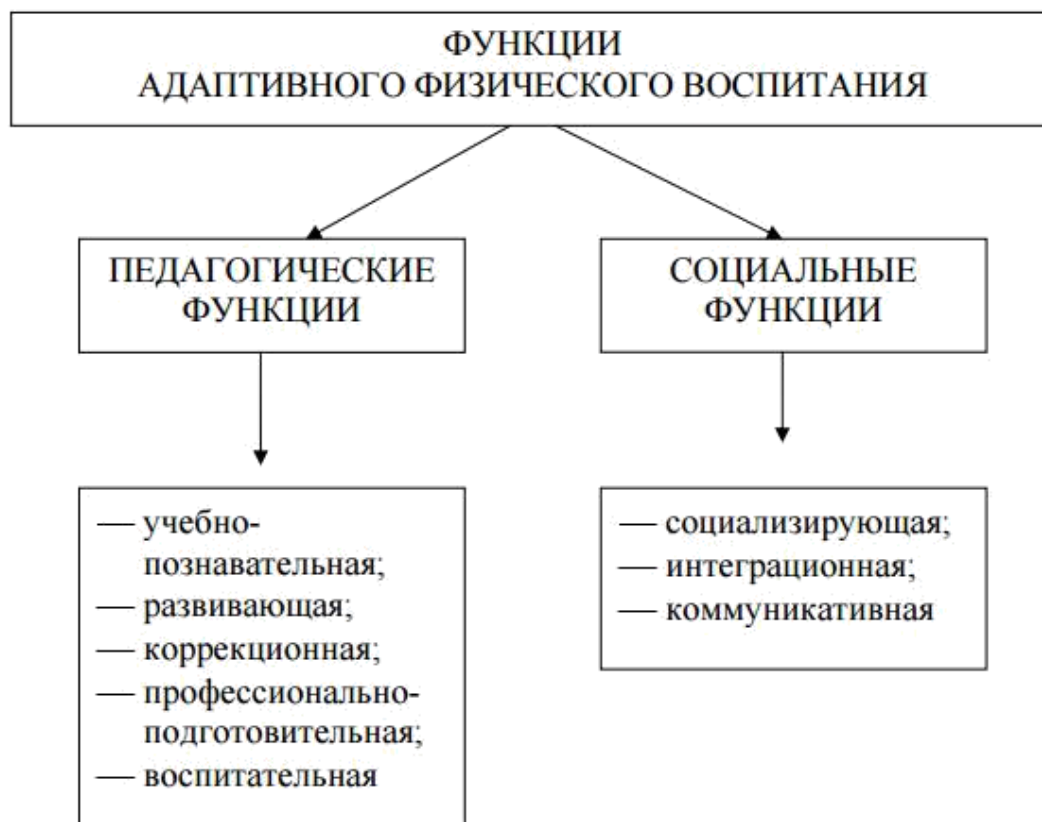 ФУНКЦИИ
АДАПТИВНОГО ФИЗИЧЕСКОГО ВОСПИТАНИЯ
ПЕДАГОГИЧЕСКИЕ
ФУНКЦИИ
СОЦИАЛЬНЫЕ
ФУНКЦИИ
— учебно-
познавательная;
— развивающая;
— коррекционная;
— профессионально-
подготовительная;
— воспитательная
— социализирующая;
— интеграционная;
— коммуникативная